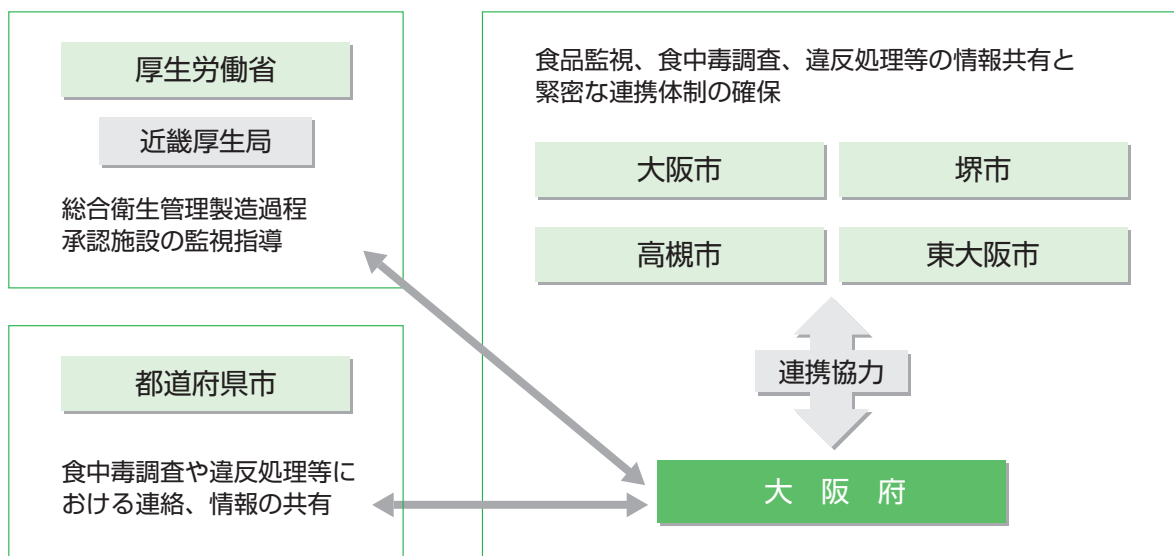 厚生労働省
近畿厚生局
総合衛生管理製造過程
承認施設の監視指導
都道府県市
食中毒調査や違反処理等に
おける連絡、情報の共有
食品監視、食中毒調査、違反処理等の情報共有と
緊密な連携体制の確保
大阪市
堺市
高槻市
東大阪市
連携協力
大阪府